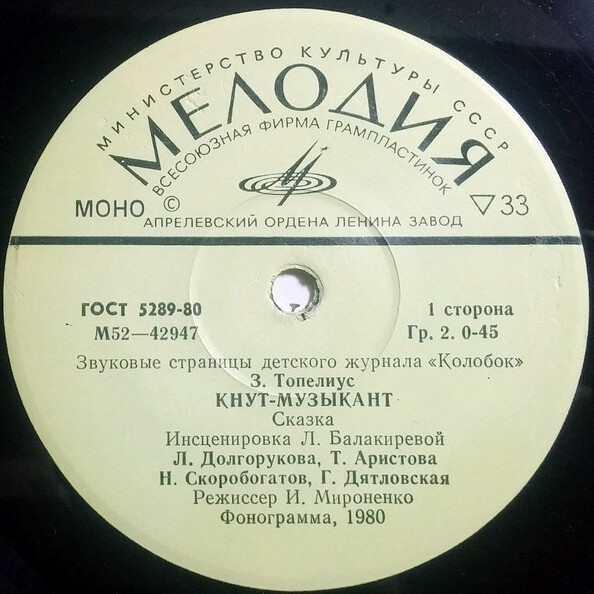 МИНИСТЕРСТВО КУЛЬТУРЫ СССР
МЕЛОДИЯ
ВСЕСОЮЗНАЯ ФИРМА ГРАМПЛАСТИНОК
МОНО © ▽ 33
АПРЕЛЕВСКИЙ ОРДЕНА ЛЕНИНА ЗАВОД
ГОСТ 5289-80 1 сторона
М52—42947 Гр. 2. 0-45
Звуковые страницы детского журнала «Колобок»
З. Топелиус
КНУТ-МУЗЫКАНТ
Сказка
Инсценировка Л. Балакиревой
Л. Долгорукова, Т. Аристова
Н. Скоробогатов, Г. Дятловская
Режиссер И. Мироненко
Фонограмма, 1980